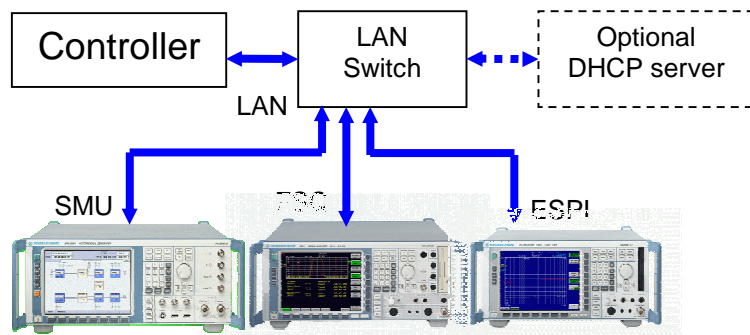 Controller
LAN
Switch
Optional
DHCP server
LAN
SMU
ESPI